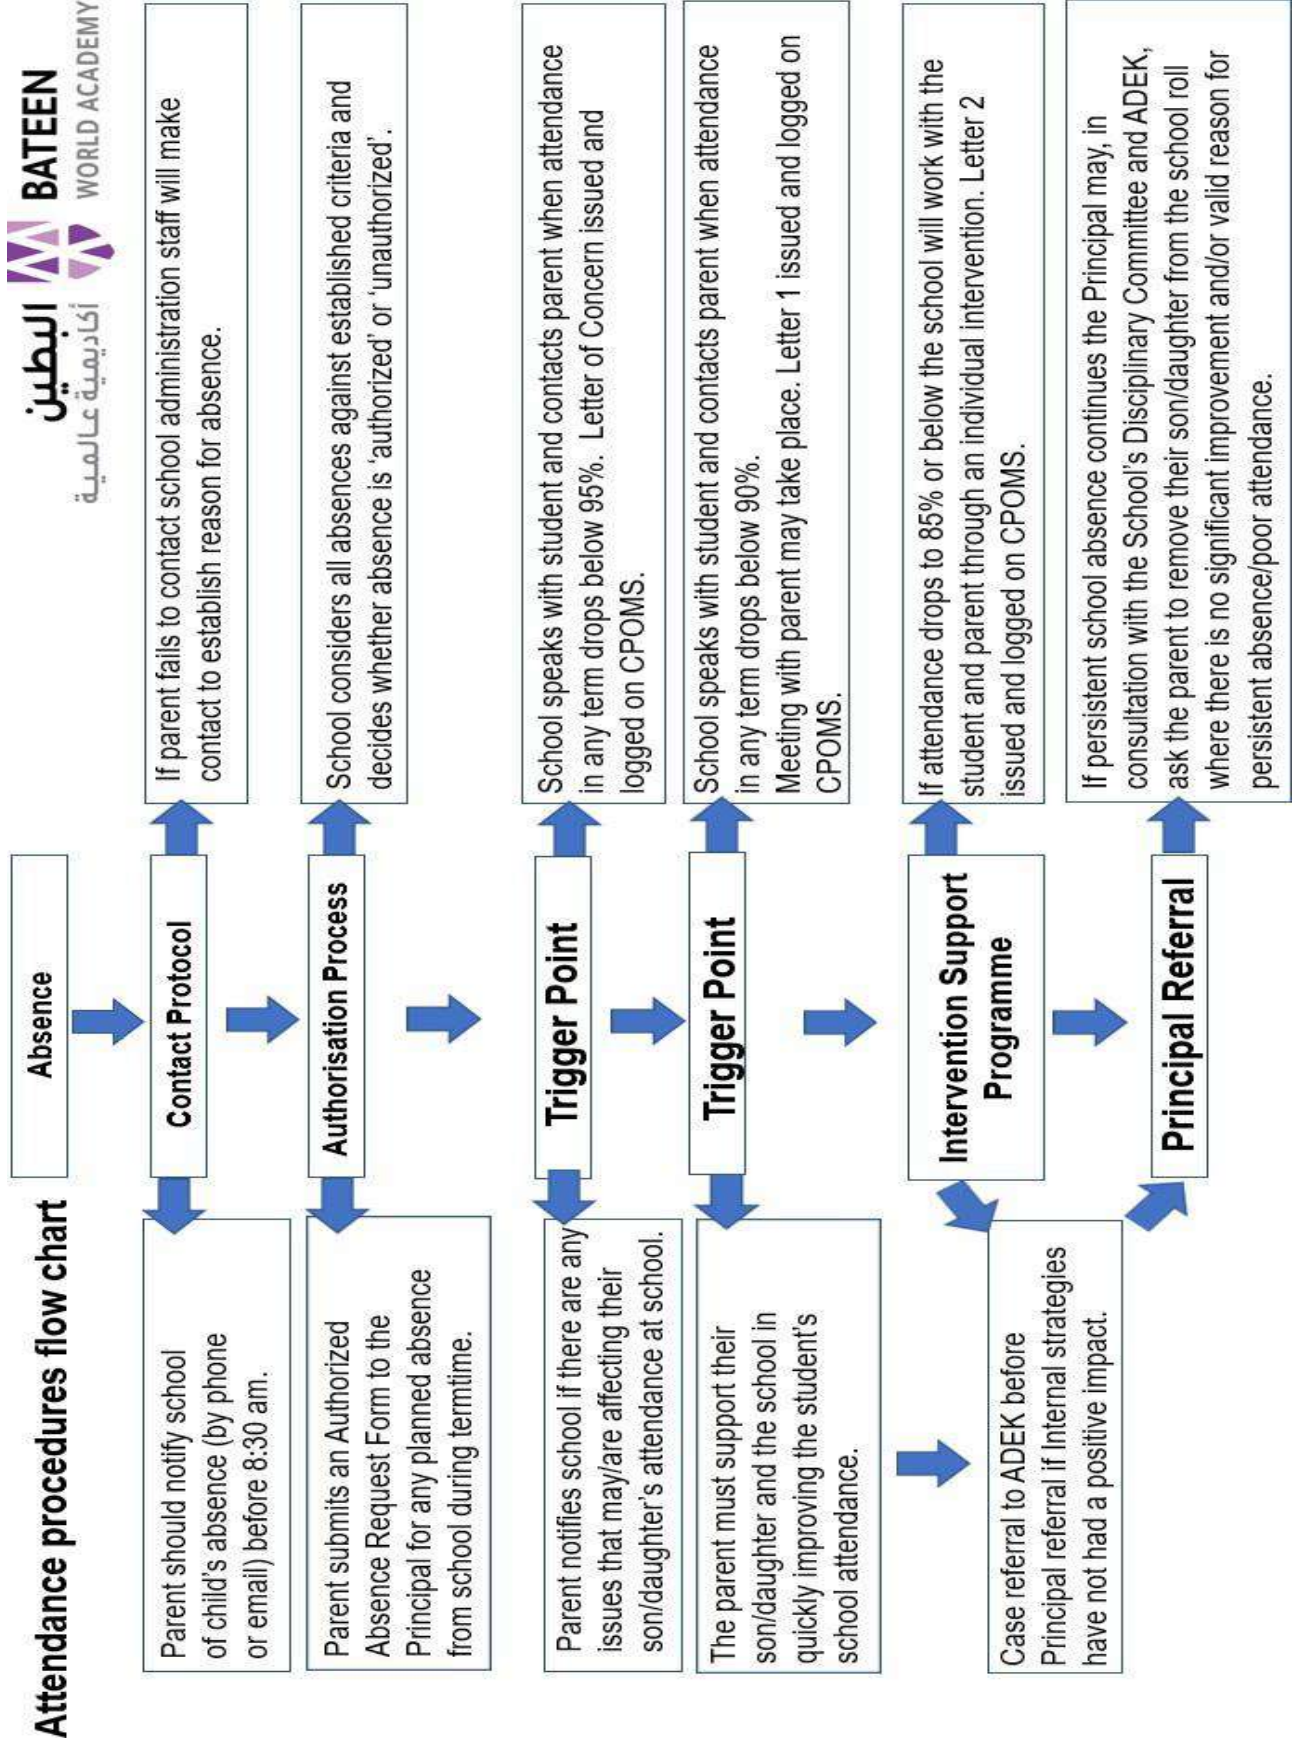 Attendance procedures flow chart
البطين
أكاديمية عالمية
BATEEN
WORLD ACADEMY
Absence
Parent should notify school
of child's absence (by phone
or email) before 8:30 am.
Contact Protocol
If parent fails to contact school administration staff will make
contact to establish reason for absence.
Parent submits an Authorized
Absence Request Form to the
Principal for any planned absence
from school during termtime.
Authorisation Process
School considers all absences against established criteria and
decides whether absence is ‘authorized’ or ‘unauthorized’.
Parent notifies school if there are any
issues that may/are affecting their
son/daughter’s attendance at school.
Trigger Point
School speaks with student and contacts parent when attendance
in any term drops below 95%. Letter of Concern issued and
logged on CPOMS.
The parent must support their
son/daughter and the school in
quickly improving the student’s
school attendance.
Trigger Point
School speaks with student and contacts parent when attendance
in any term drops below 90%.
Meeting with parent may take place. Letter 1 issued and logged on
CPOMS.
Intervention Support
Programme
If attendance drops to 85% or below the school will work with the
student and parent through an individual intervention. Letter 2
issued and logged on CPOMS.
Case referral to ADEK before
Principal referral if Internal strategies
have not had a positive impact.
Principal Referral
If persistent school absence continues the Principal may, in
consultation with the School’s Disciplinary Committee and ADEK,
ask the parent to remove their son/daughter from the school roll
where there is no significant improvement and/or valid reason for
persistent absence/poor attendance.